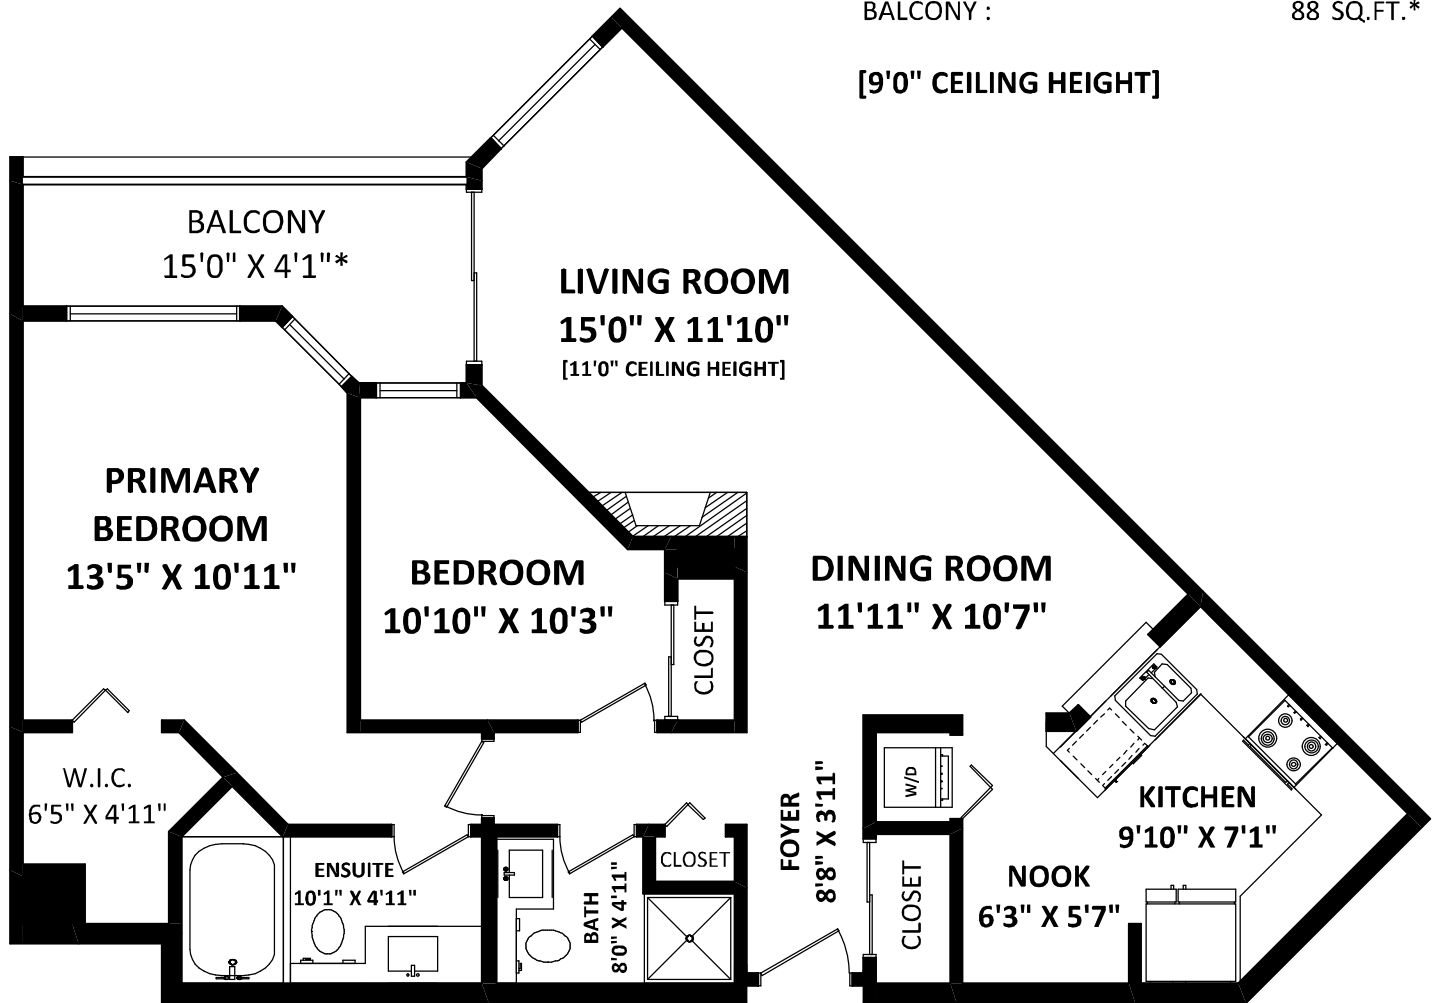 BALCONY : 88 SQ.FT.*
[9'0" CEILING HEIGHT]
BALCONY
15'0" X 4'1"*
LIVING ROOM
15'0" X 11'10"
[11'0" CEILING HEIGHT]
PRIMARY
BEDROOM
13'5" X 10'11"
BEDROOM
10'10" X 10'3"
CLOSET
DINING ROOM
11'11" X 10'7"
W.I.C.
6'5" X 4'11"
ENSUITE
10'1" X 4'11"
BATH
8'0" X 4'11"
CLOSET
FOYER
8'8" X 3'11"
W/D
CLOSET
KITCHEN
9'10" X 7'1"
NOOK
6'3" X 5'7"